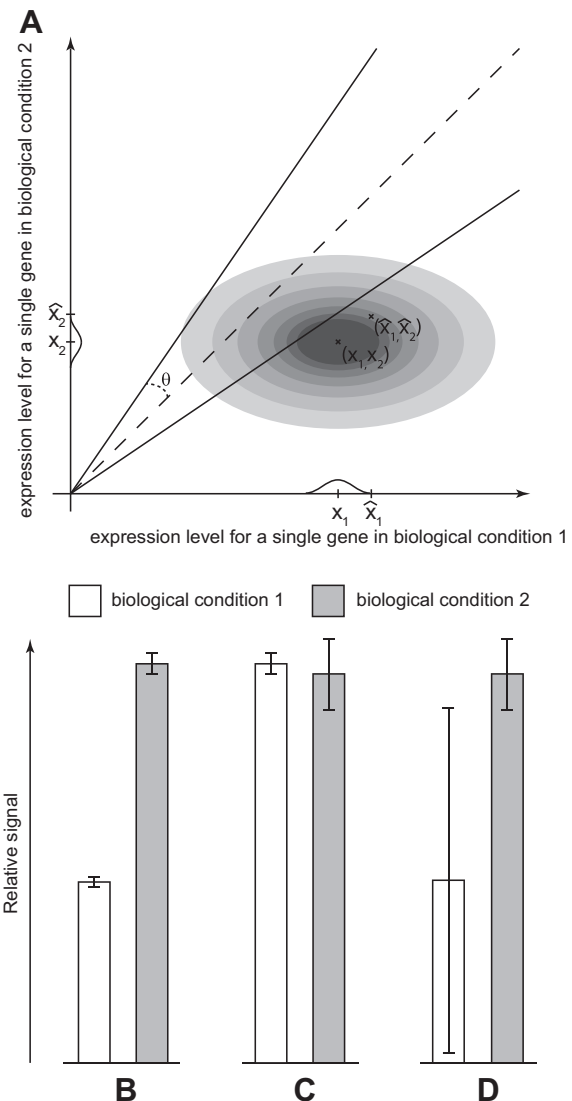 A
expression level for a single gene in biological condition 2
x̂₂
x₂
θ
(x̂₁,x̂₂)
(x₁,x₂)
x₁
x̂₁
expression level for a single gene in biological condition 1
biological condition 1
biological condition 2
Relative signal
B
C
D